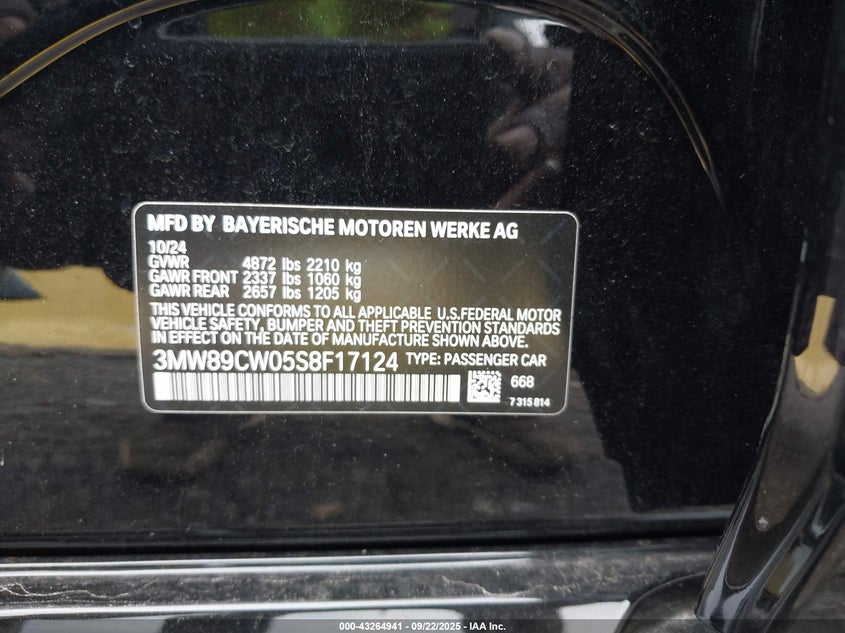 MFD BY BAYERISCHE MOTOREN WERKE AG
10/24
GVWR 4872 lbs 2210 kg
GAWR FRONT 2337 lbs 1060 kg
GAWR REAR 2657 lbs 1205 kg
THIS VEHICLE CONFORMS TO ALL APPLICABLE U.S.FEDERAL MOTOR
VEHICLE SAFETY, BUMPER AND THEFT PREVENTION STANDARDS
IN EFFECT ON THE DATE OF MANUFACTURE SHOWN ABOVE.
3MW89CW05S8F17124 TYPE: PASSENGER CAR
668
7315814
000-43264941 - 09/22/2025 - IAA Inc.